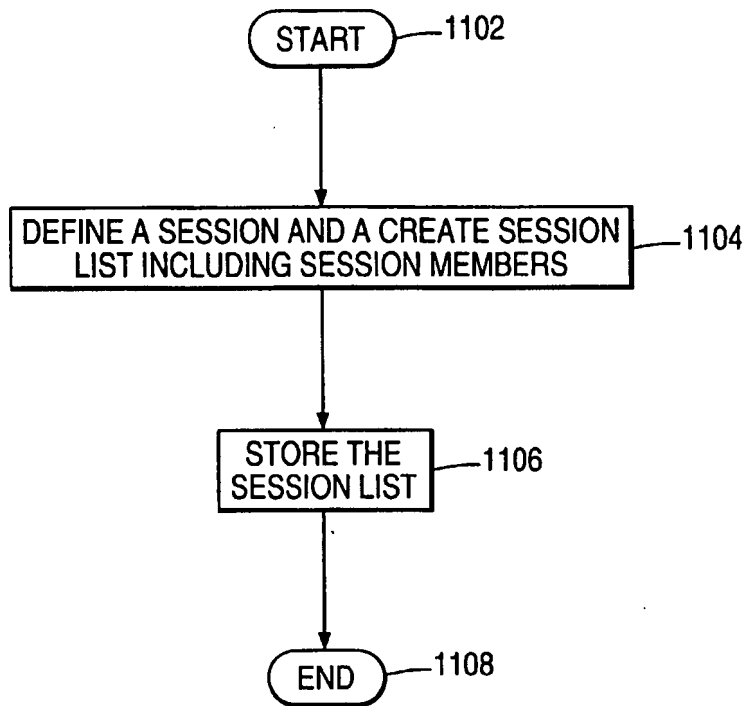 START
1102
DEFINE A SESSION AND A CREATE SESSION
LIST INCLUDING SESSION MEMBERS
1104
STORE THE
SESSION LIST
1106
END
1108